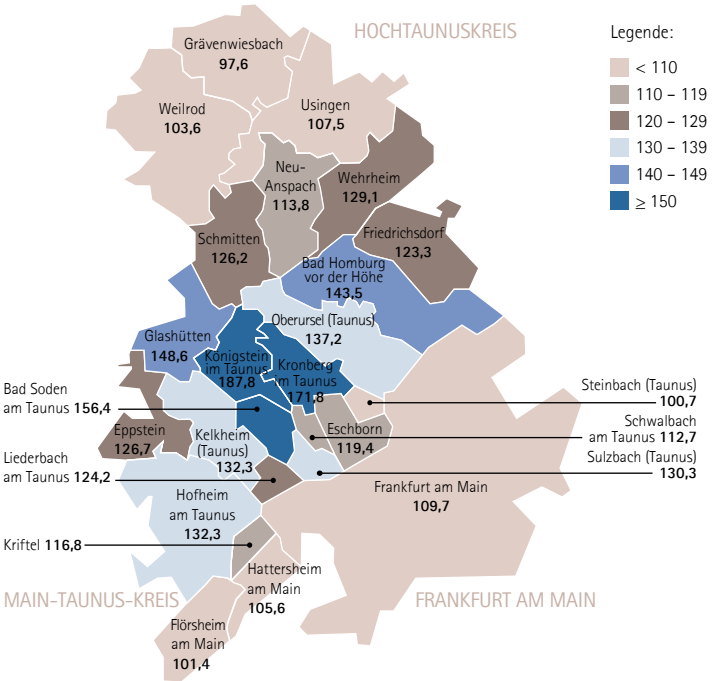 HOCHTAUNUSKREIS
Legende:
< 110
110 – 119
120 – 129
130 – 139
140 – 149
≥ 150
Grävenwiesbach
97,6
Weilrod
103,6
Usingen
107,5
Neu-
Anspach
113,8
Wehrheim
129,1
Schmitten
126,2
Friedrichsdorf
123,3
Bad Homburg
vor der Höhe
143,5
Oberursel (Taunus)
137,2
Glashütten
148,6
Königstein
im Taunus
187,8
Kronberg
im Taunus
171,8
Bad Soden
am Taunus 156,4
Steinbach (Taunus)
100,7
Eppstein
126,7
Kelkheim
(Taunus)
132,3
Eschborn
119,4
Schwalbach
am Taunus 112,7
Liederbach
am Taunus 124,2
Sulzbach (Taunus)
130,3
Hofheim
am Taunus
132,3
Frankfurt am Main
109,7
Kriftel 116,8
Hattersheim
am Main
105,6
MAIN-TAUNUS-KREIS
FRANKFURT AM MAIN
Flörsheim
am Main
101,4